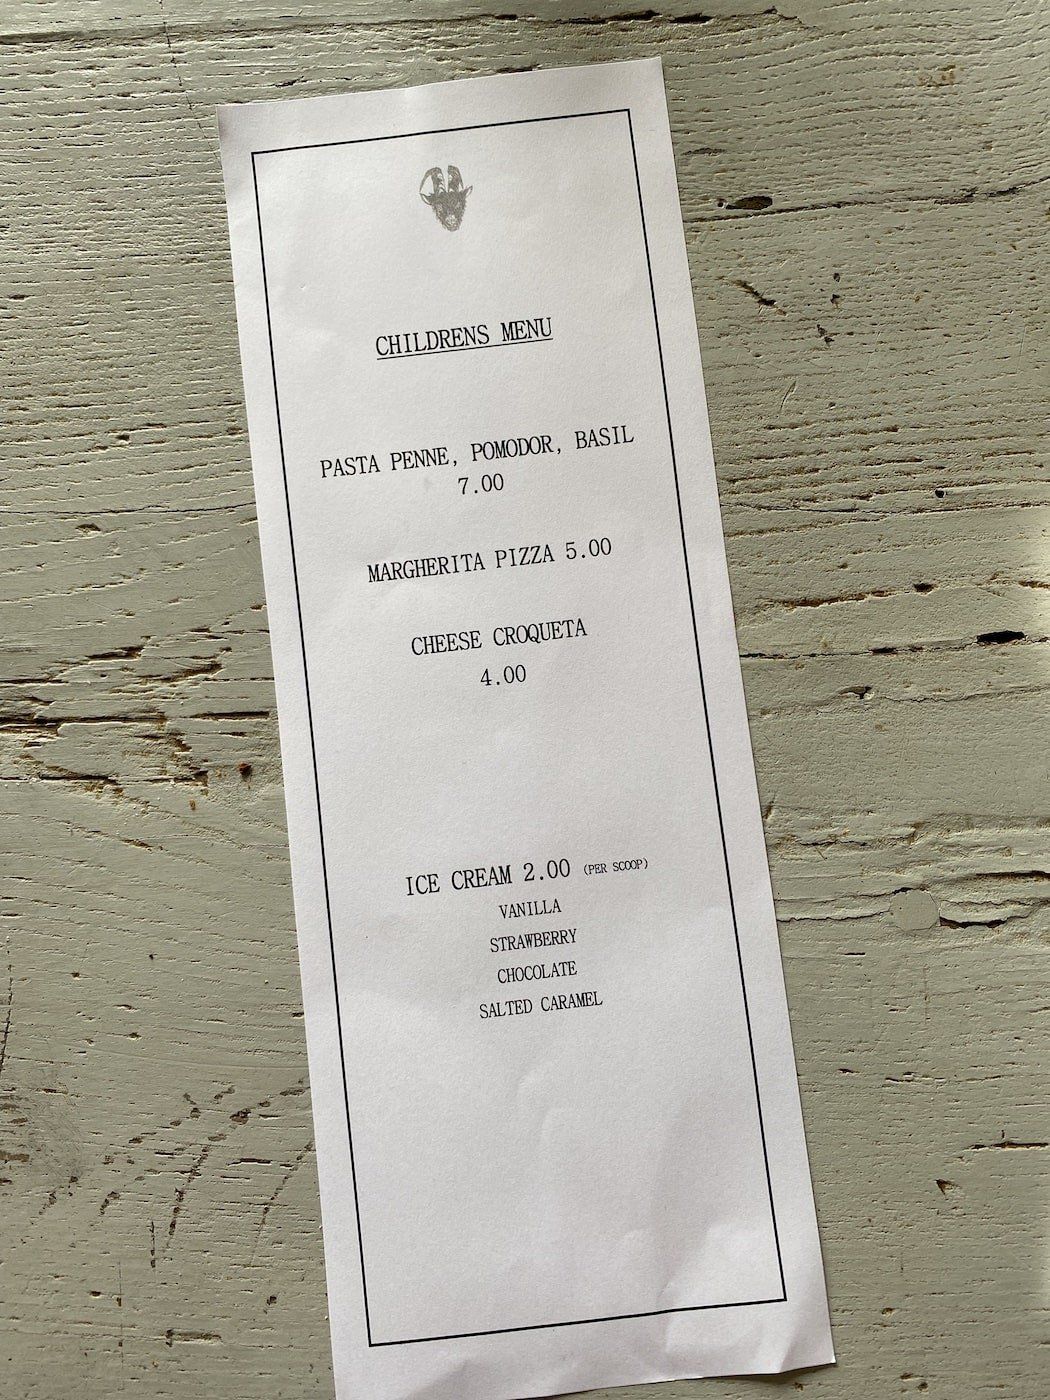 CHILDRENS MENU
PASTA PENNE, POMODOR, BASIL
7.00
MARGHERITA PIZZA 5.00
CHEESE CROQUETA
4.00
ICE CREAM 2.00 (PER SCOOP)
VANILLA
STRAWBERRY
CHOCOLATE
SALTED CARAMEL